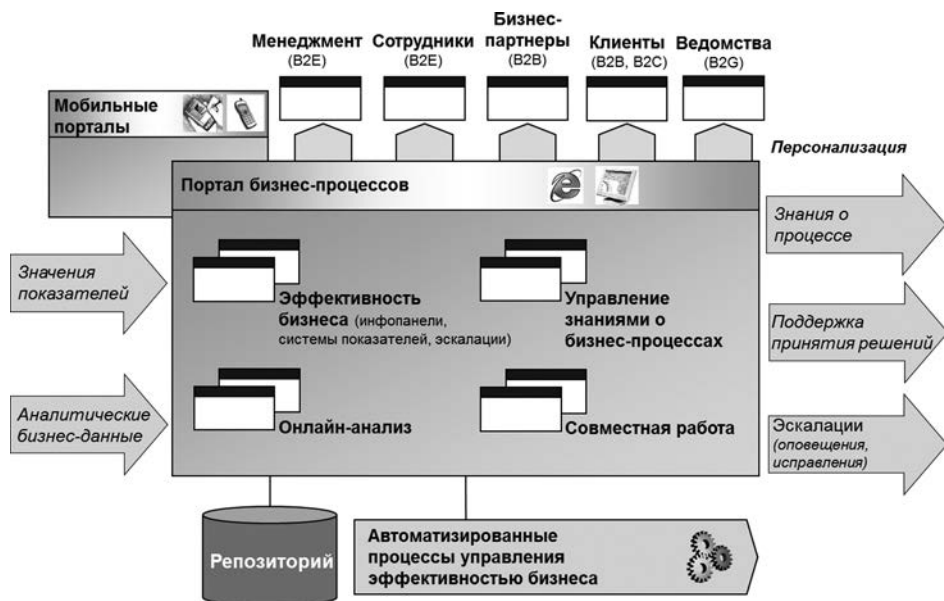 Менеджмент
(B2E)
Сотрудники
(B2E)
Бизнес-
партнеры
(B2B)
Клиенты
(B2B, B2C)
Ведомства
(B2G)
Мобильные
порталы
Персонализация
Портал бизнес-процессов
Значения
показателей
Аналитические
бизнес-данные
Эффективность
бизнеса (инфопанели,
системы показателей, эскалации)
Управление
знаниями о
бизнес-процессах
Онлайн-анализ
Совместная работа
Знания о
процессе
Поддержка
принятия решений
Эскалации
(оповещения,
исправления)
Репозиторий
Автоматизированные
процессы управления
эффективностью бизнеса